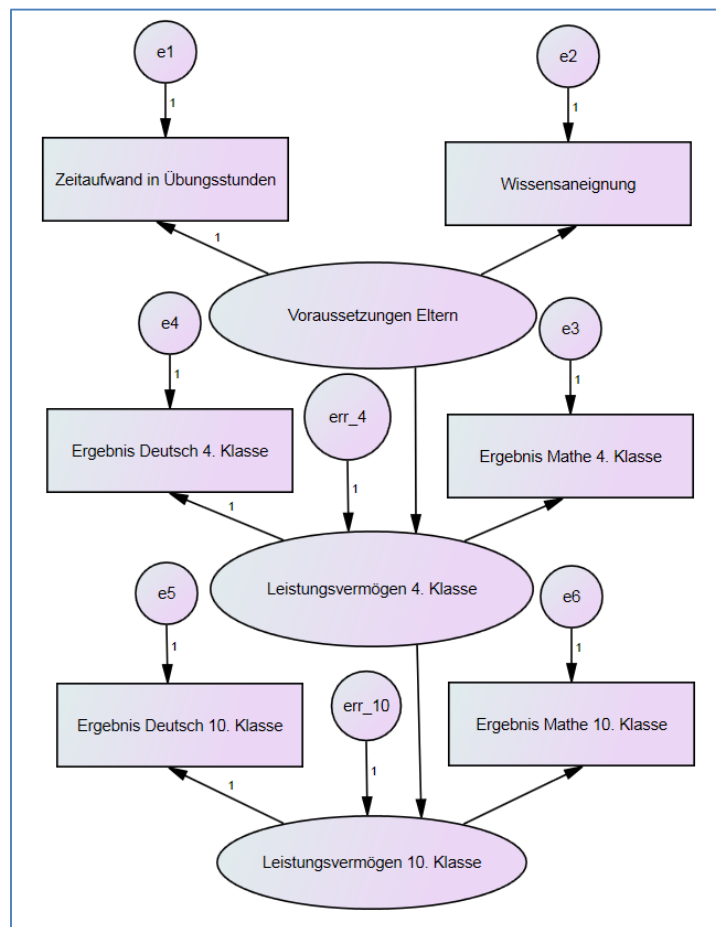 e1
e2
1
1
Zeitaufwand in Übungsstunden
Wissensaneignung
1
Voraussetzungen Eltern
e4
e3
1
1
err_4
Ergebnis Deutsch 4. Klasse
Ergebnis Mathe 4. Klasse
1
1
Leistungsvermögen 4. Klasse
e5
e6
1
1
err_10
Ergebnis Deutsch 10. Klasse
Ergebnis Mathe 10. Klasse
1
1
Leistungsvermögen 10. Klasse